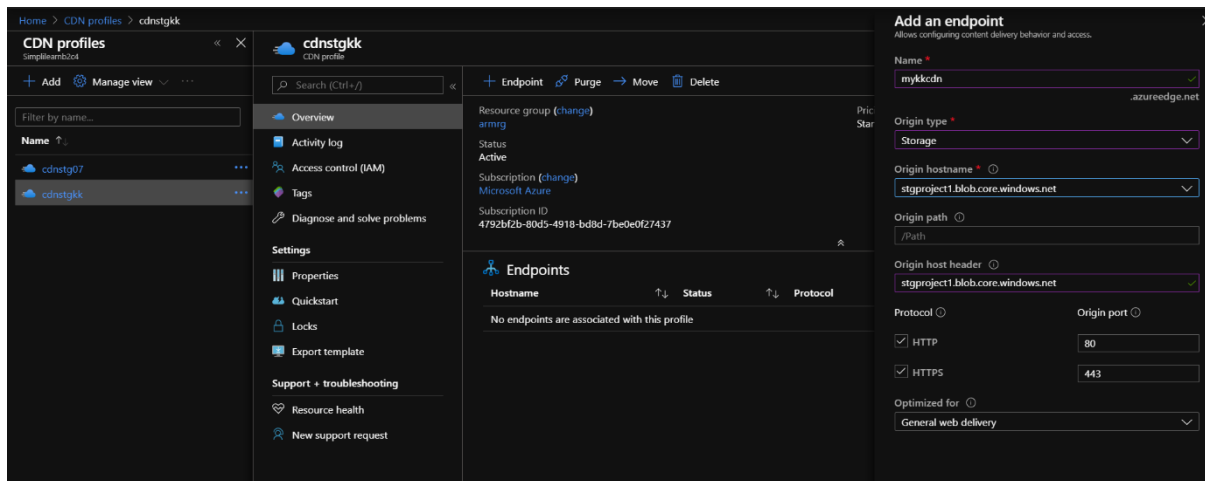 Home > CDN profiles > cdnstgkk
CDN profiles
Simplilearnb2c4
Add
Manage view
Filter by name...
Name
cdnstg07
cdnstgkk
cdnstgkk
CDN profile
Search (Ctrl+/)
Overview
Activity log
Access control (IAM)
Tags
Diagnose and solve problems
Settings
Properties
Quickstart
Locks
Export template
Support + troubleshooting
Resource health
New support request
Endpoint Purge Move Delete
Resource group (change)
armrg
Status
Active
Subscription (change)
Microsoft Azure
Subscription ID
4792bf2b-80d5-4918-bd8d-7be0e0f27437
Pric
Star
Endpoints
Hostname Status Protocol
No endpoints are associated with this profile
Add an endpoint
Allows configuring content delivery behavior and access.
Name *
mykkcdn
.azureedge.net
Origin type *
Storage
Origin hostname *
stgproject1.blob.core.windows.net
Origin path
/Path
Origin host header
stgproject1.blob.core.windows.net
Protocol Origin port
HTTP 80
HTTPS 443
Optimized for
General web delivery